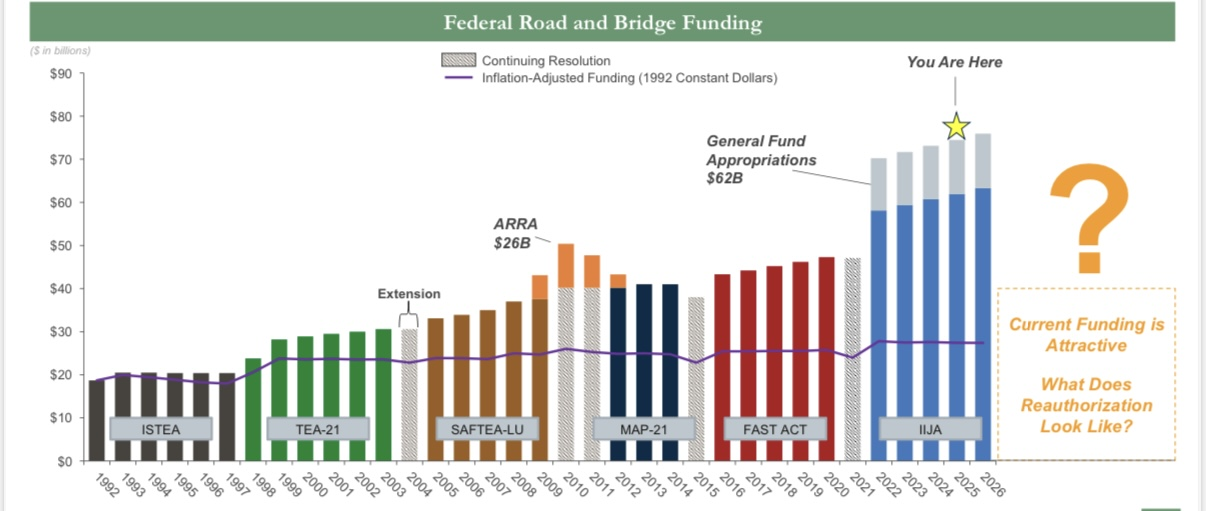 Federal Road and Bridge Funding
($ in billions)
Continuing Resolution
Inflation-Adjusted Funding (1992 Constant Dollars)
You Are Here
$90
$80
$70
$60
$50
$40
$30
$20
$10
$0
General Fund
Appropriations
$62B
ARRA
$26B
Extension
ISTEA
TEA-21
SAFTEA-LU
MAP-21
FAST ACT
IIJA
?
Current Funding is
Attractive
What Does
Reauthorization
Look Like?
1992
1993
1994
1995
1996
1997
1998
1999
2000
2001
2002
2003
2004
2005
2006
2007
2008
2009
2010
2011
2012
2013
2014
2015
2016
2017
2018
2019
2020
2021
2022
2023
2024
2025
2026